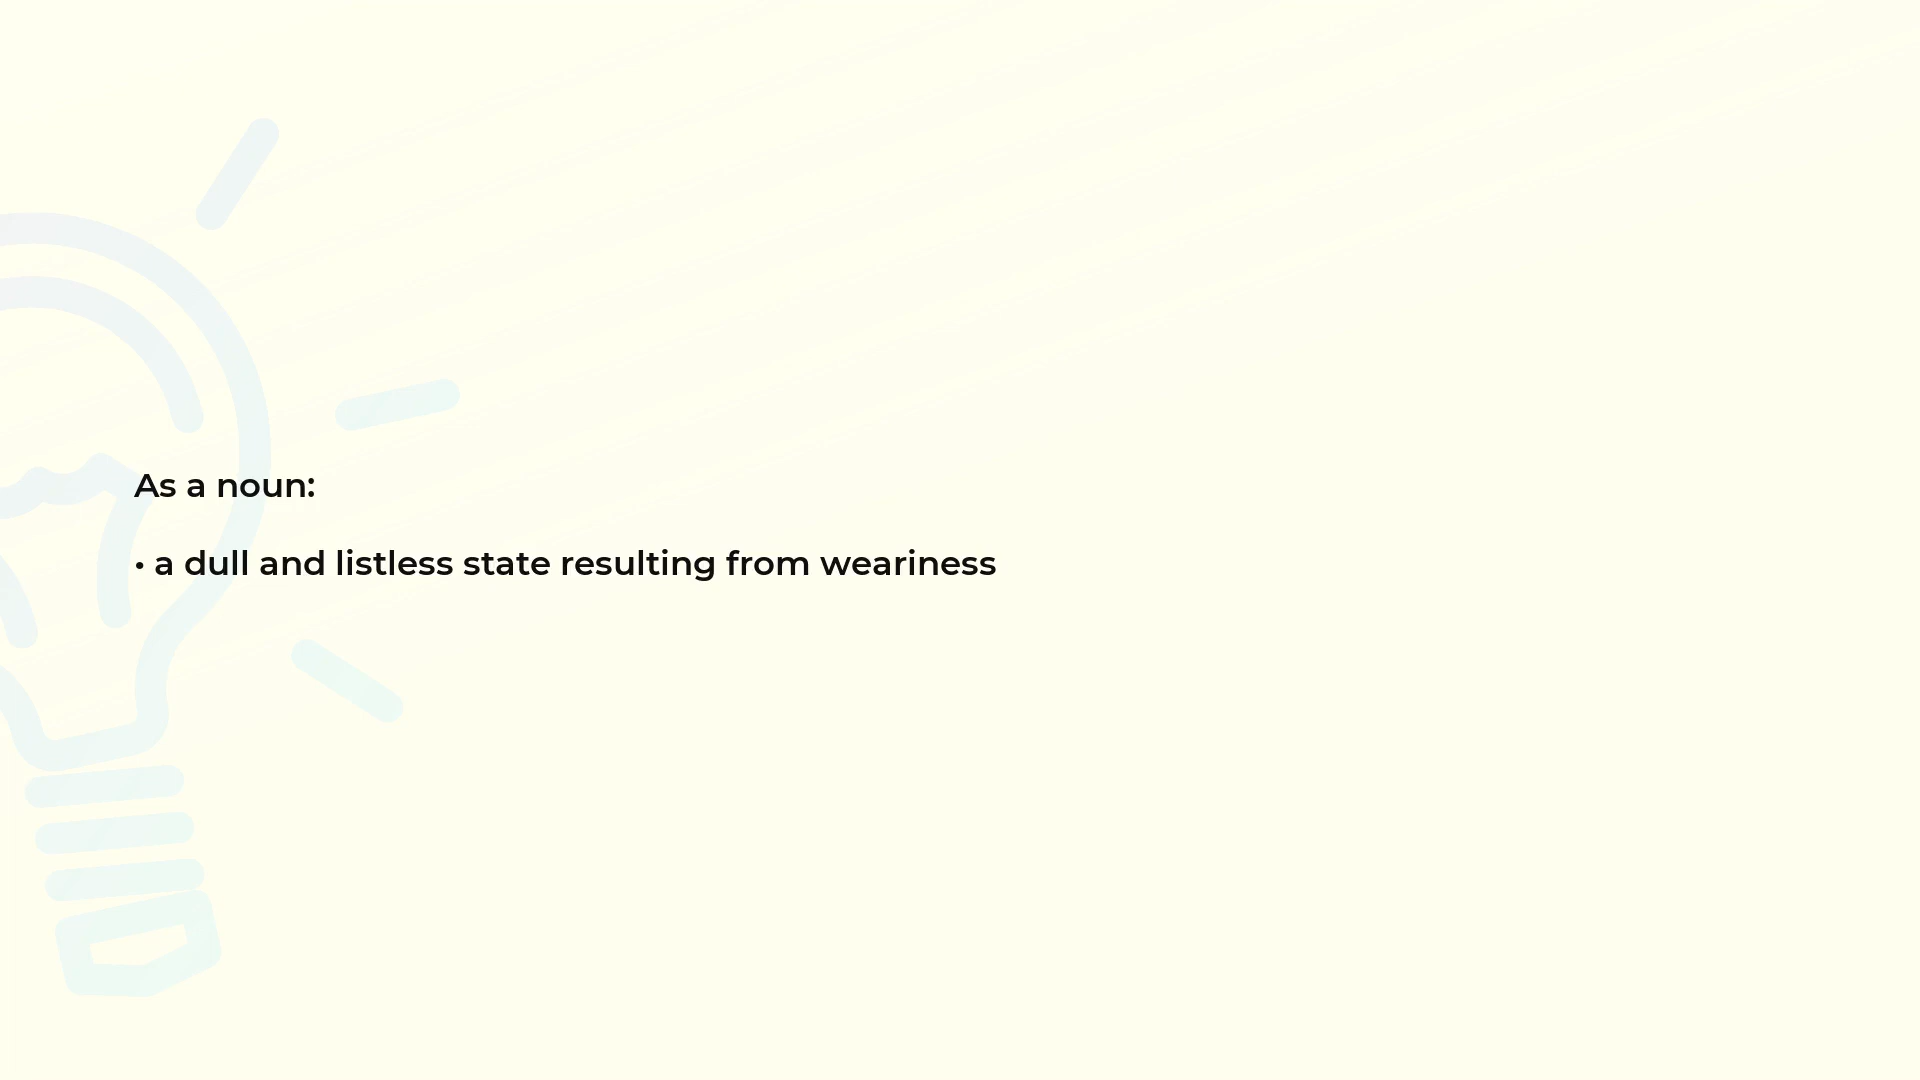 As a noun:
• a dull and listless state resulting from weariness